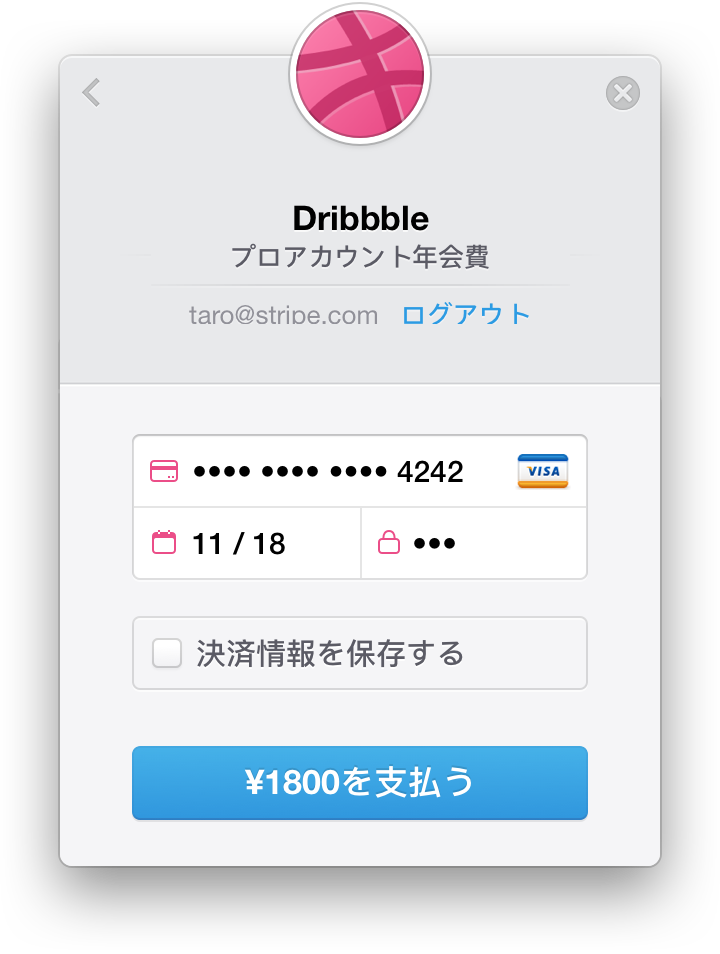 Dribbble
プロアカウント年会費
taro@stripe.com ログアウト
•••• •••• •••• 4242 VISA
11 / 18 •••
決済情報を保存する
¥1800を支払う